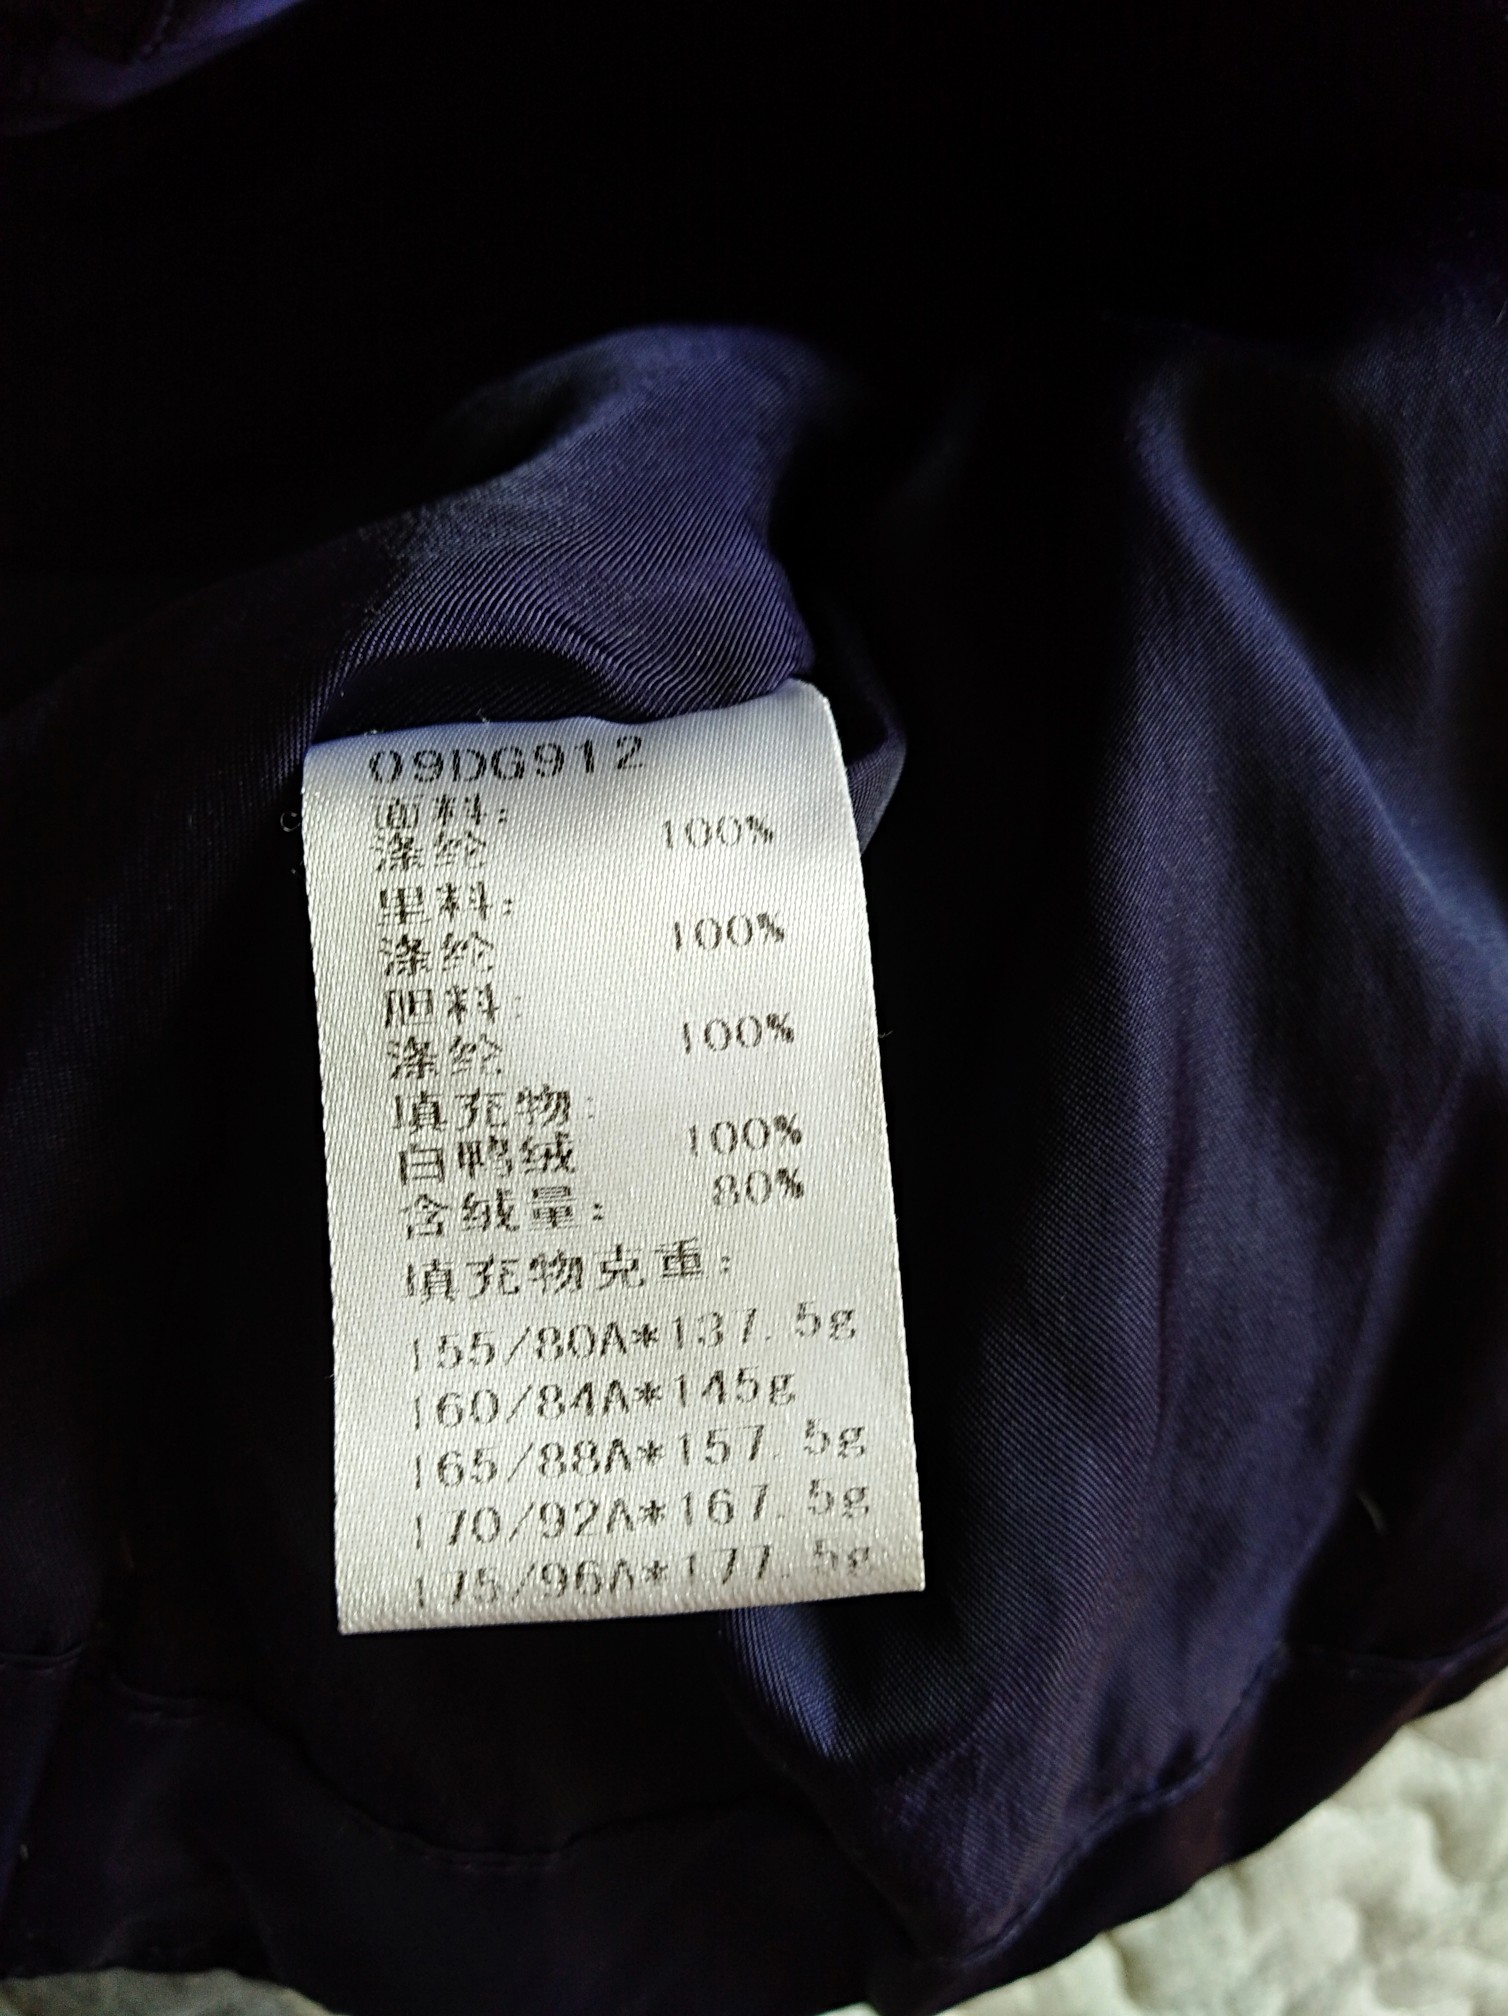 09DG912
面料:
涤纶 100%
里料:
涤纶 100%
胆料:
涤纶 100%
填充物:
白鸭绒 100%
含绒量: 80%
填充物克重:
155/80A*137.5g
160/84A*145g
165/88A*157.5g
170/92A*167.5g
175/96A*177.5g